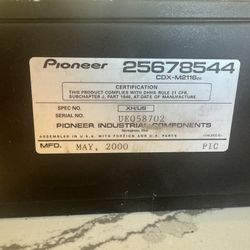 Pioneer 25678544
CDX-M2116ZG
CERTIFICATION
THIS PRODUCT COMPLIES WITH DHHS RULE 21 CFR,
SUBCHAPTER J, PART 1040, AT DATE OF MANUFACTURE.
SPEC NO. XH/US
SERIAL NO. UE058702
PIONEER INDUSTRIAL COMPONENTS
ASSEMBLED IN U.S.A. WITH FOREIGN AND U.S. PARTS
MFD. MAY, 2000 PIC